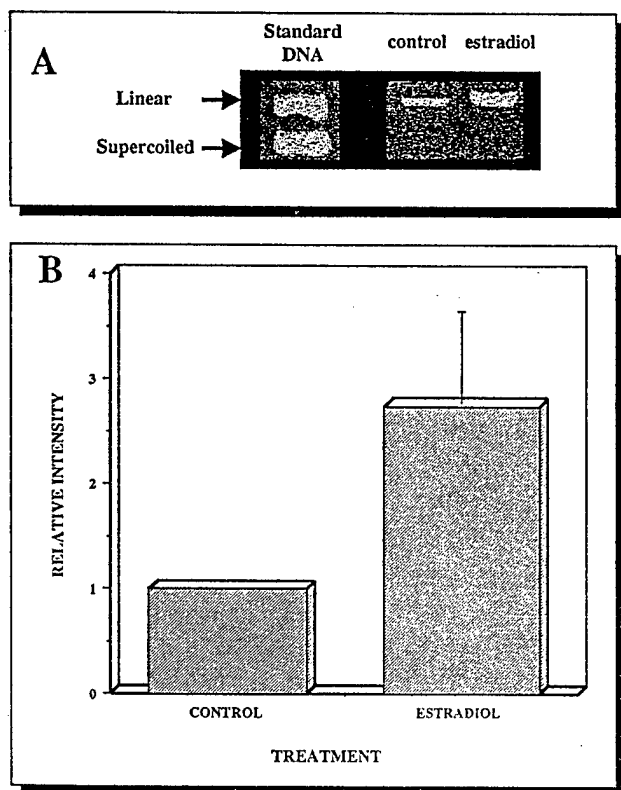 A
Standard
DNA
control
estradiol
Linear
Supercoiled
B
4
3
2
1
0
RELATIVE INTENSITY
CONTROL
ESTRADIOL
TREATMENT